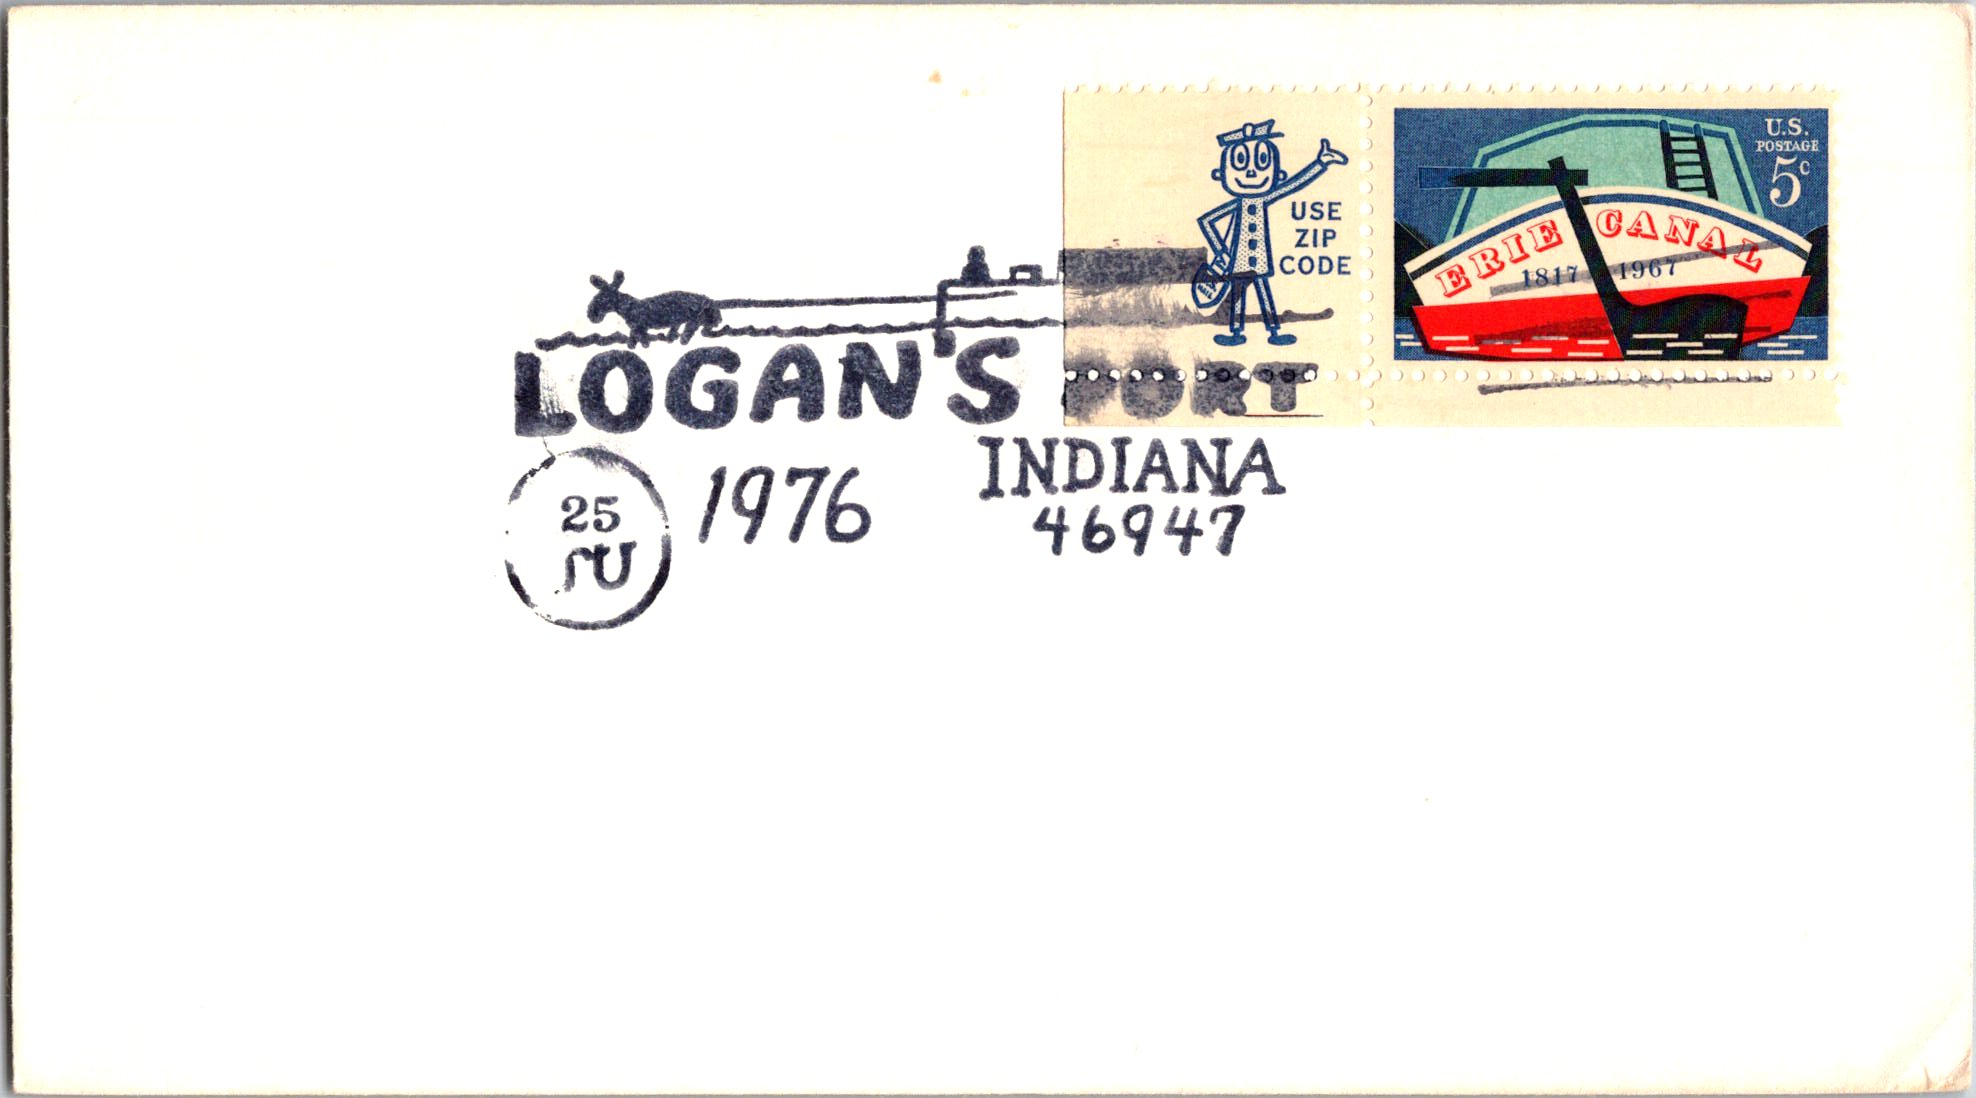 USE
ZIP
CODE
U.S.
POSTAGE
5c
ERIE CANAL
1817 1967
LOGAN'S PORT
INDIANA
46947
1976
25
JU